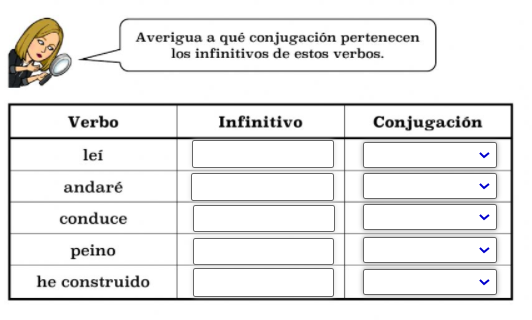 Averigua a qué conjugación pertenecen
los infinitivos de estos verbos.
Verbo Infinitivo Conjugación
leí
andaré
conduce
peino
he construido